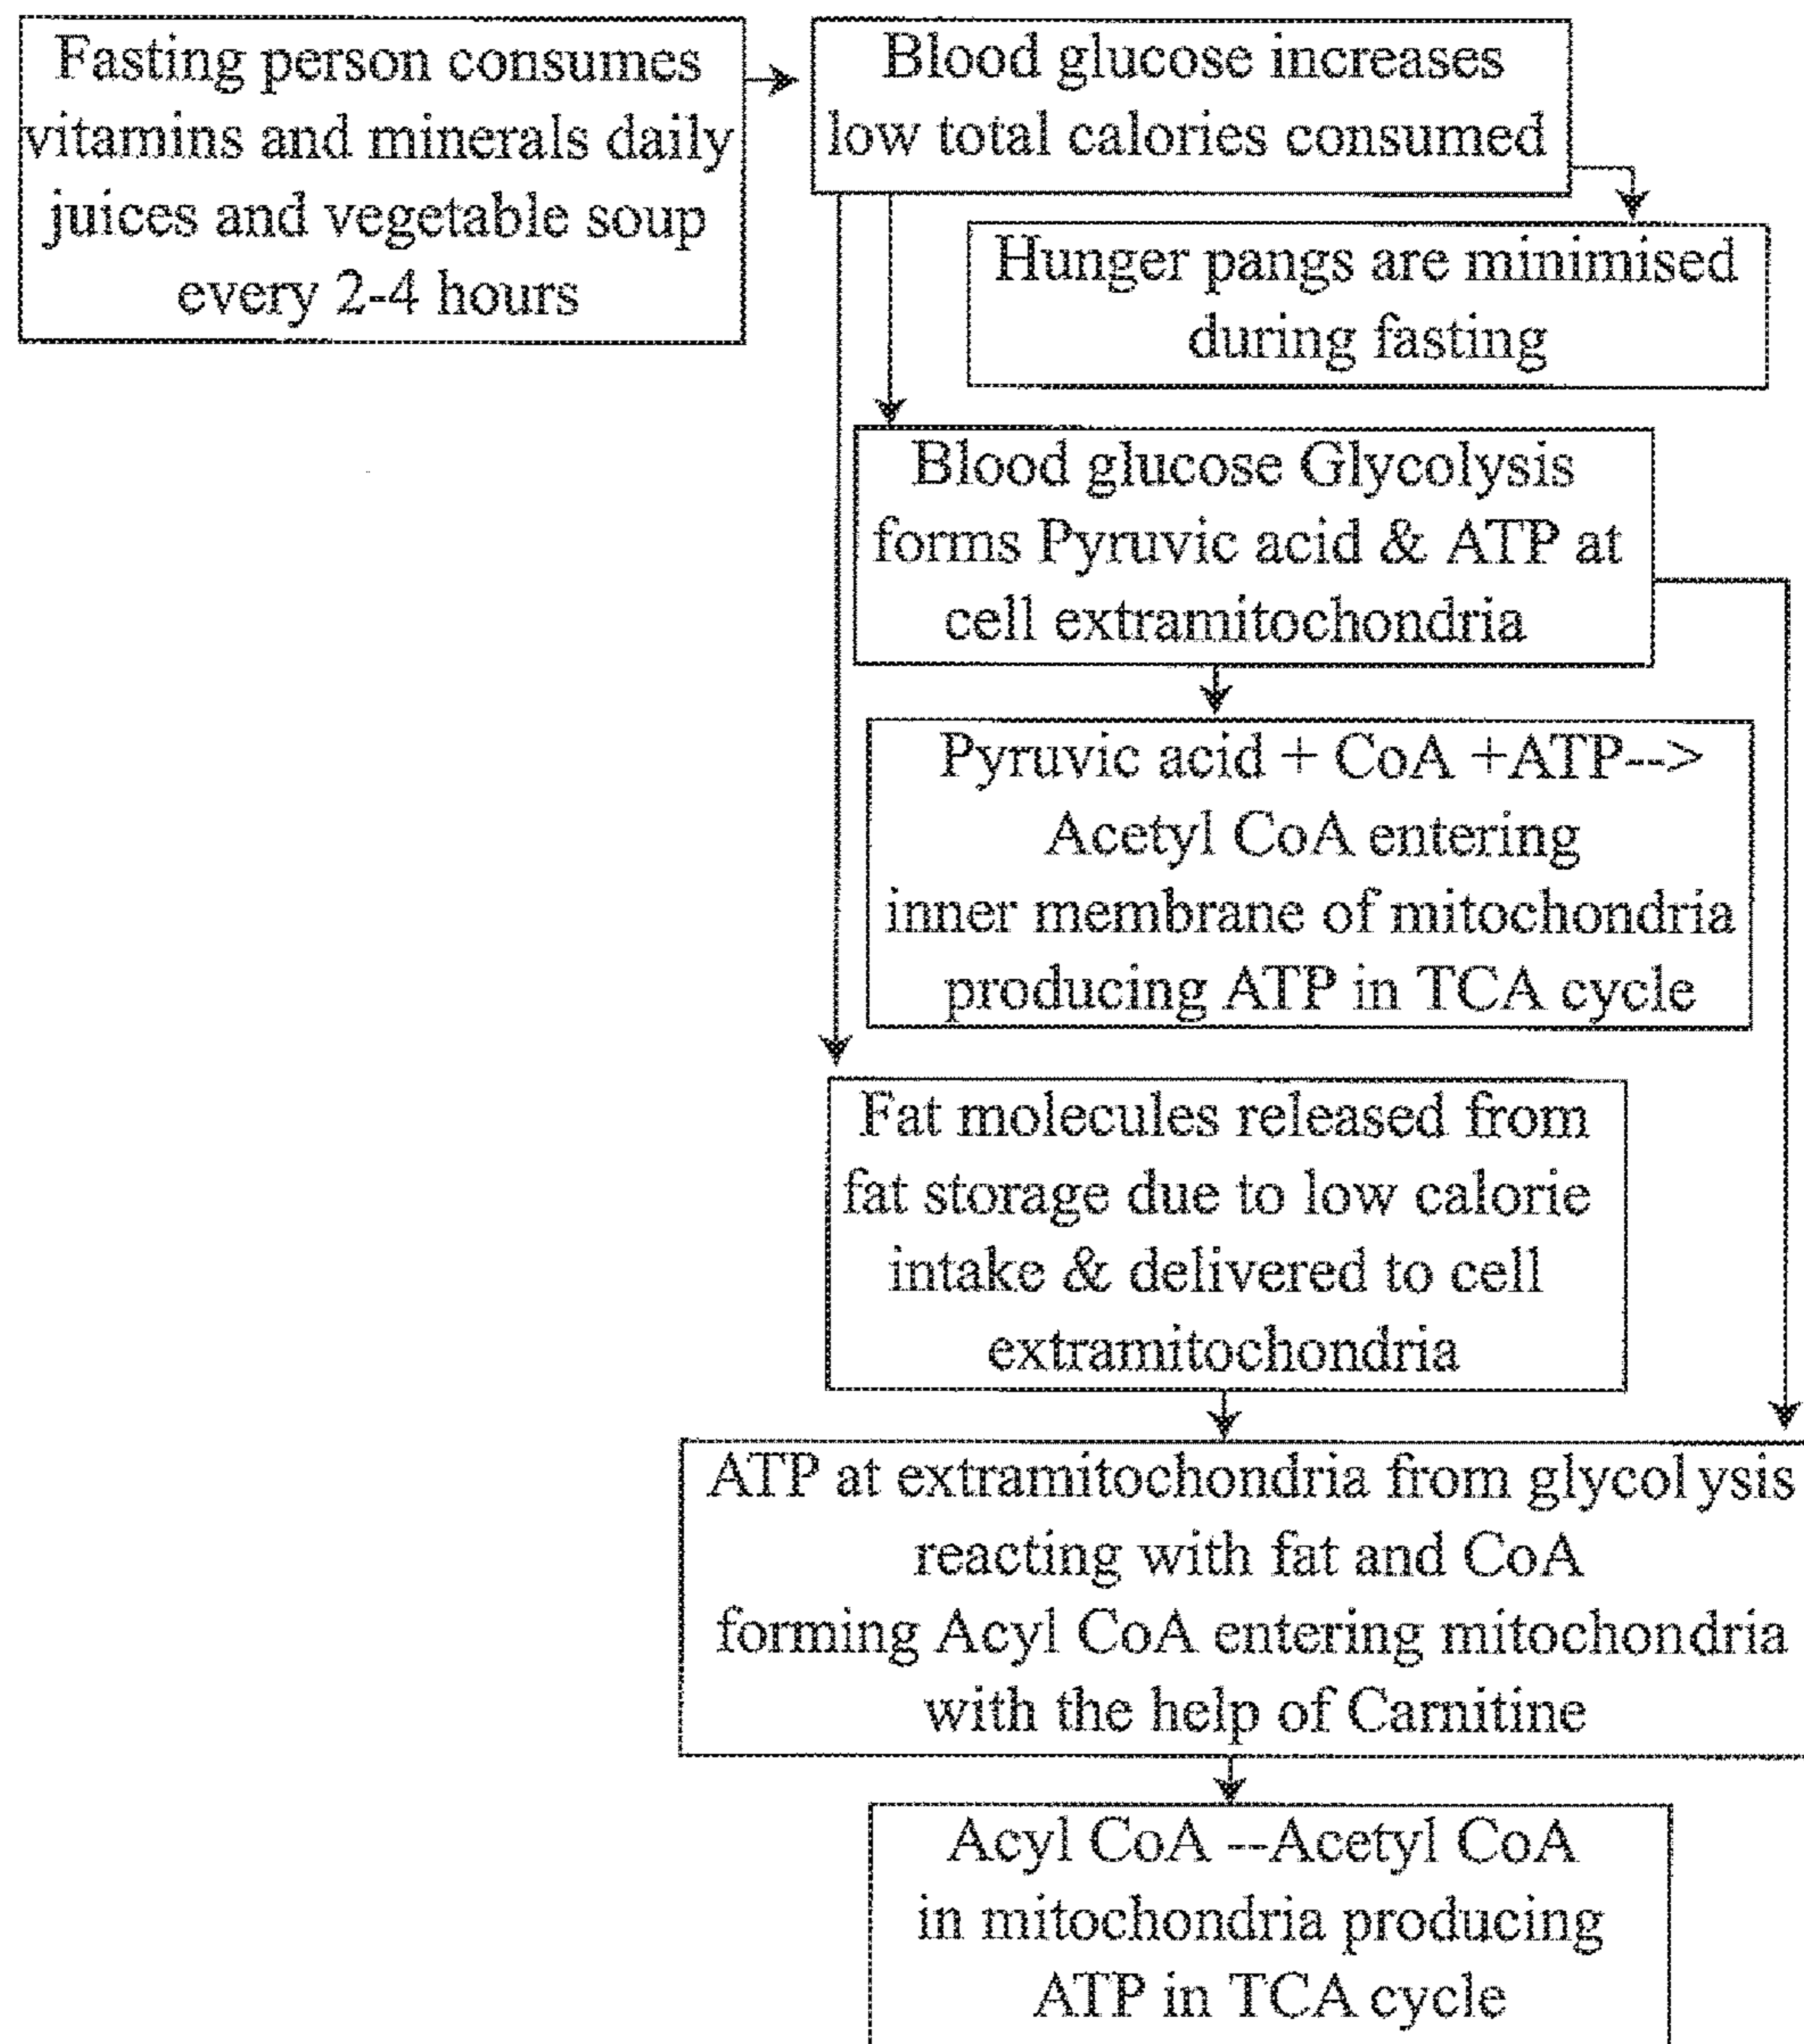 Fasting person consumes
vitamins and minerals daily
juices and vegetable soup
every 2-4 hours
Blood glucose increases
low total calories consumed
Hunger pangs are minimised
during fasting
Blood glucose Glycolysis
forms Pyruvic acid & ATP at
cell extramitochondria
Pyruvic acid + CoA +ATP-->
Acetyl CoA entering
inner membrane of mitochondria
producing ATP in TCA cycle
Fat molecules released from
fat storage due to low calorie
intake & delivered to cell
extramitochondria
ATP at extramitochondria from glycolysis
reacting with fat and CoA
forming Acyl CoA entering mitochondria
with the help of Carnitine
Acyl CoA --Acetyl CoA
in mitochondria producing
ATP in TCA cycle